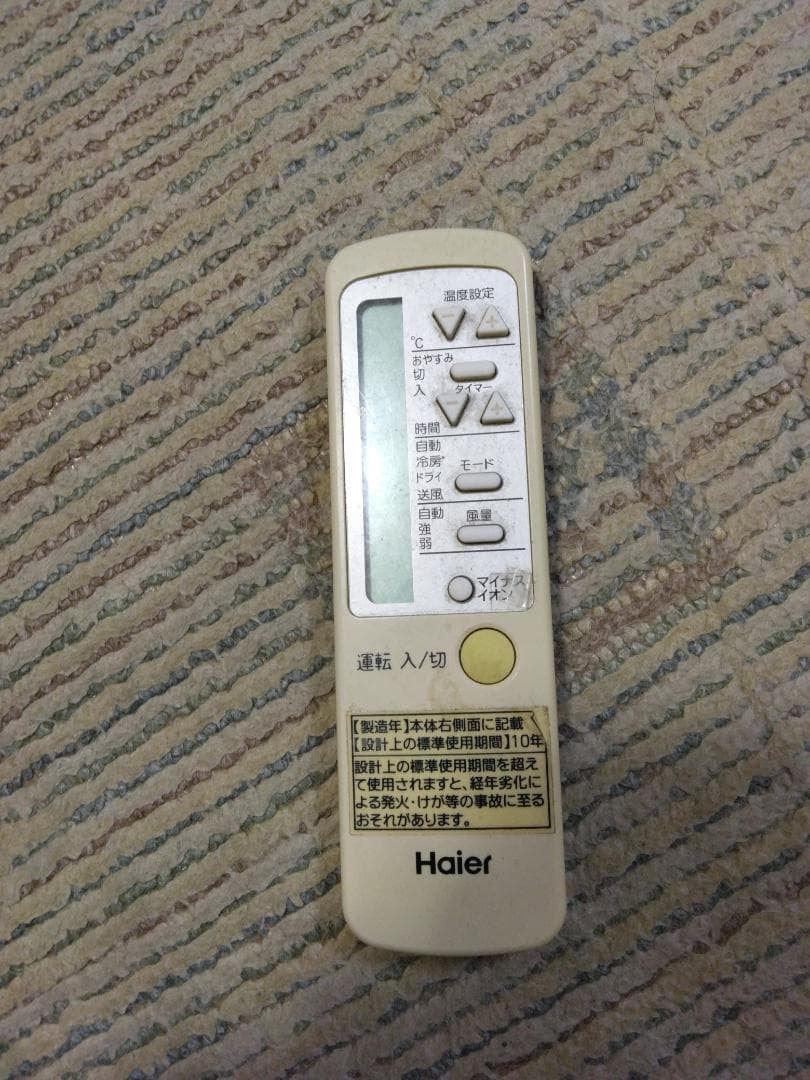 温度設定
− +
℃
おやすみ
切
入
タイマー
− +
時間
自動
冷房
ドライ
モード
送風
自動
風量
強
弱
マイナス
イオン
運転 入/切
【製造年】本体右側面に記載
【設計上の標準使用期間】10年
設計上の標準使用期間を超え
て使用されますと、経年劣化に
よる発火・けが等の事故に至る
おそれがあります。
Haier